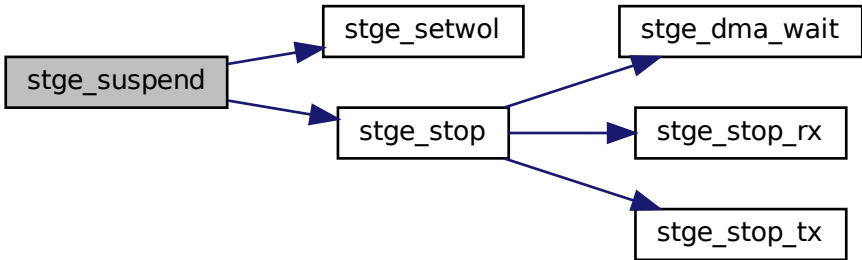 stge_suspend
stge_setwol
stge_stop
stge_dma_wait
stge_stop_rx
stge_stop_tx